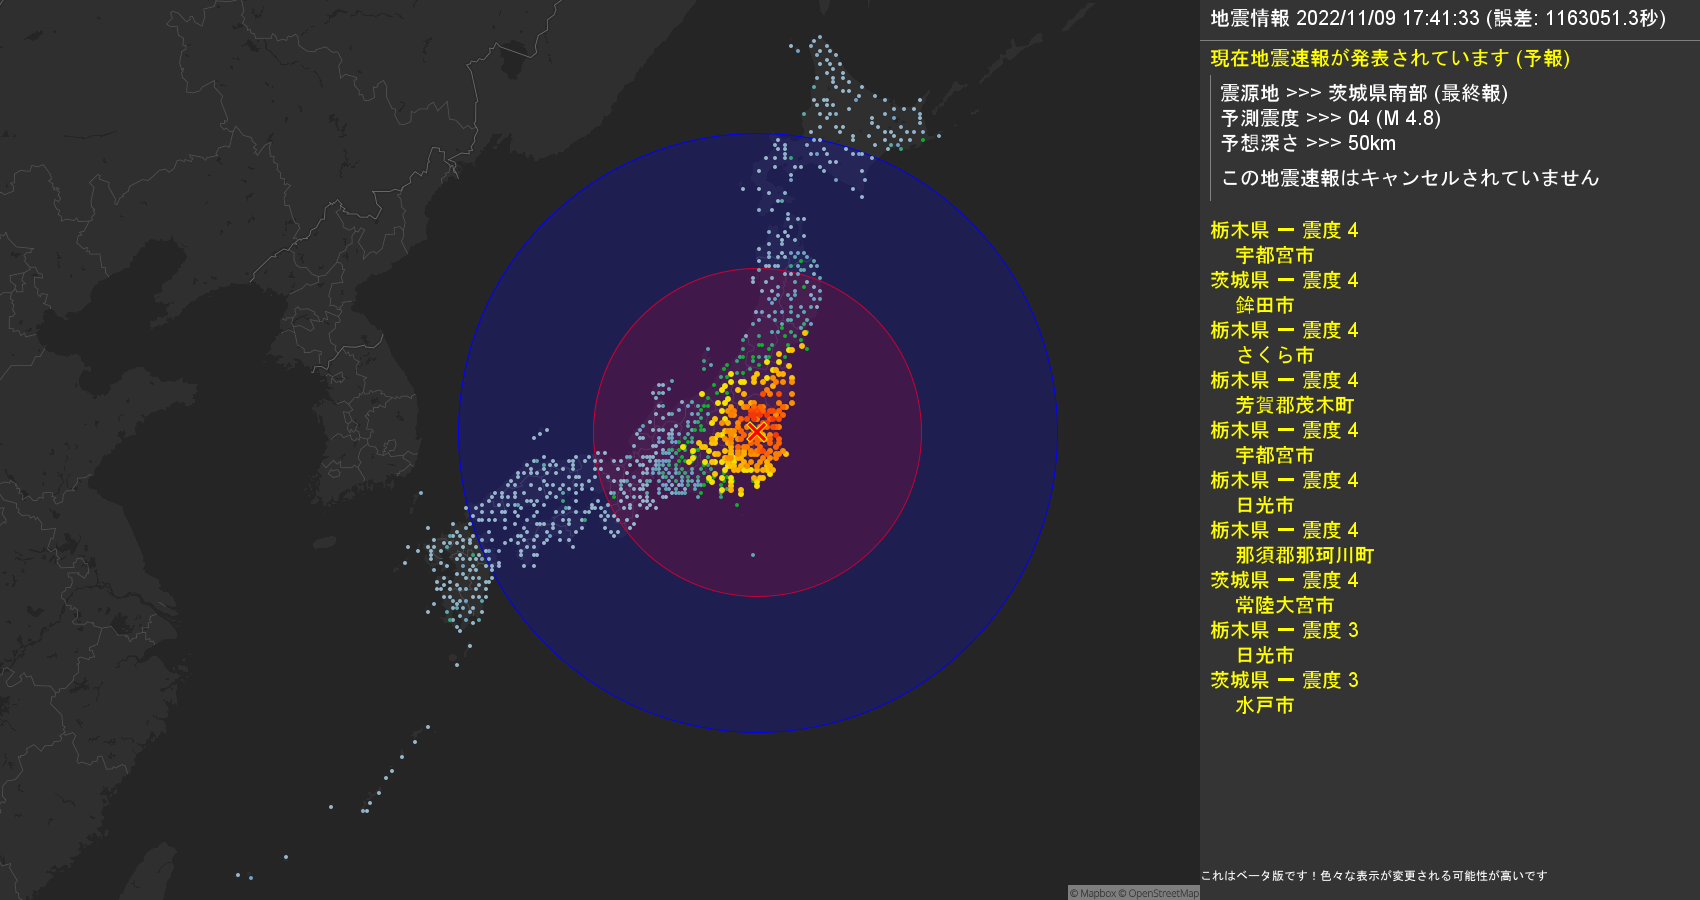 地震情報 2022/11/09 17:41:33 (誤差: 1163051.3秒)
現在地震速報が発表されています (予報)
震源地 >>> 茨城県南部 (最終報)
予測震度 >>> 04 (M 4.8)
予想深さ >>> 50km
この地震速報はキャンセルされていません
栃木県 ー 震度 4
宇都宮市
茨城県 ー 震度 4
鉾田市
栃木県 ー 震度 4
さくら市
栃木県 ー 震度 4
芳賀郡茂木町
栃木県 ー 震度 4
宇都宮市
栃木県 ー 震度 4
日光市
栃木県 ー 震度 4
那須郡那珂川町
茨城県 ー 震度 4
常陸大宮市
栃木県 ー 震度 3
日光市
茨城県 ー 震度 3
水戸市
これはベータ版です！色々な表示が変更される可能性が高いです
© Mapbox © OpenStreetMap